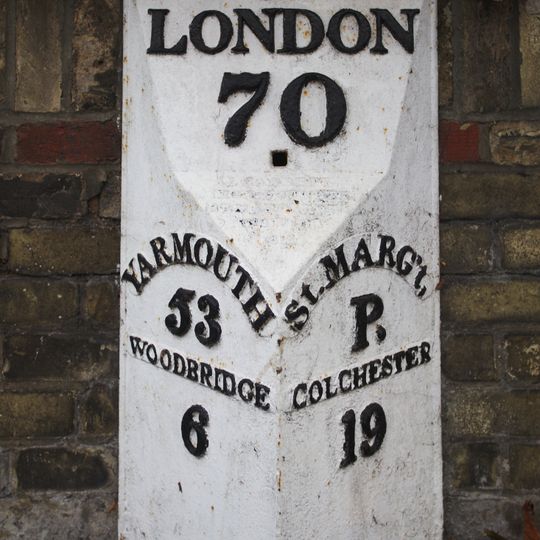 LONDON
70
YARMOUTH
53
WOODBRIDGE
6
St. MARG't,
P.
COLCHESTER
19